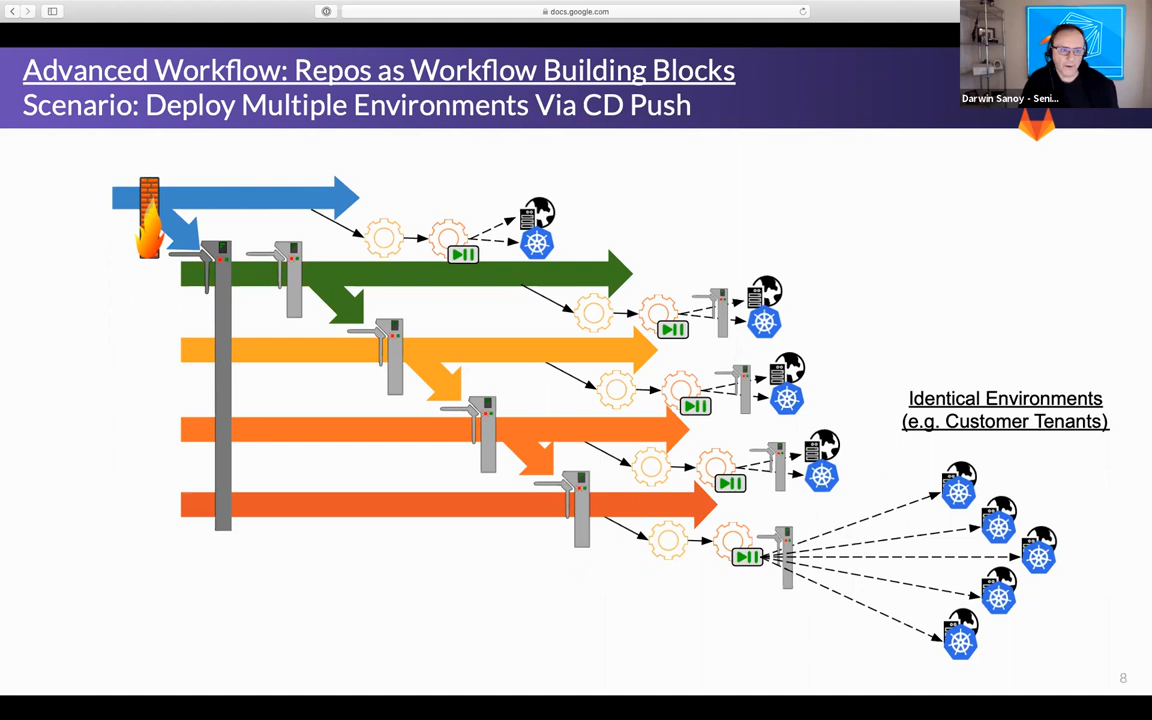 docs.google.com
Advanced Workflow: Repos as Workflow Building Blocks
Scenario: Deploy Multiple Environments Via CD Push
Darwin Sanoy - Seni...
Identical Environments
(e.g. Customer Tenants)
8